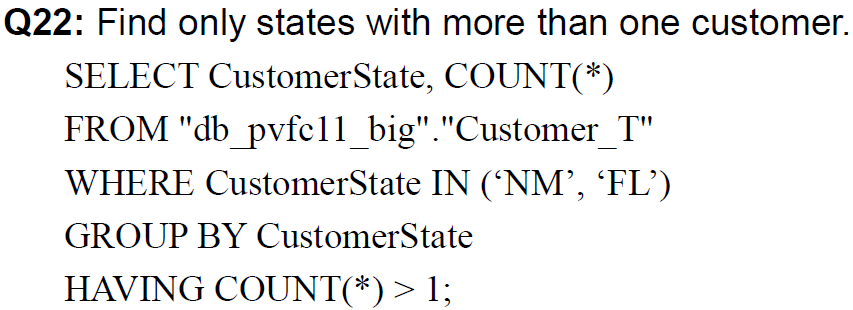 Q22: Find only states with more than one customer.
SELECT CustomerState, COUNT(*)
FROM "db_pvfc11_big"."Customer_T"
WHERE CustomerState IN (‘NM’, ‘FL’)
GROUP BY CustomerState
HAVING COUNT(*) > 1;